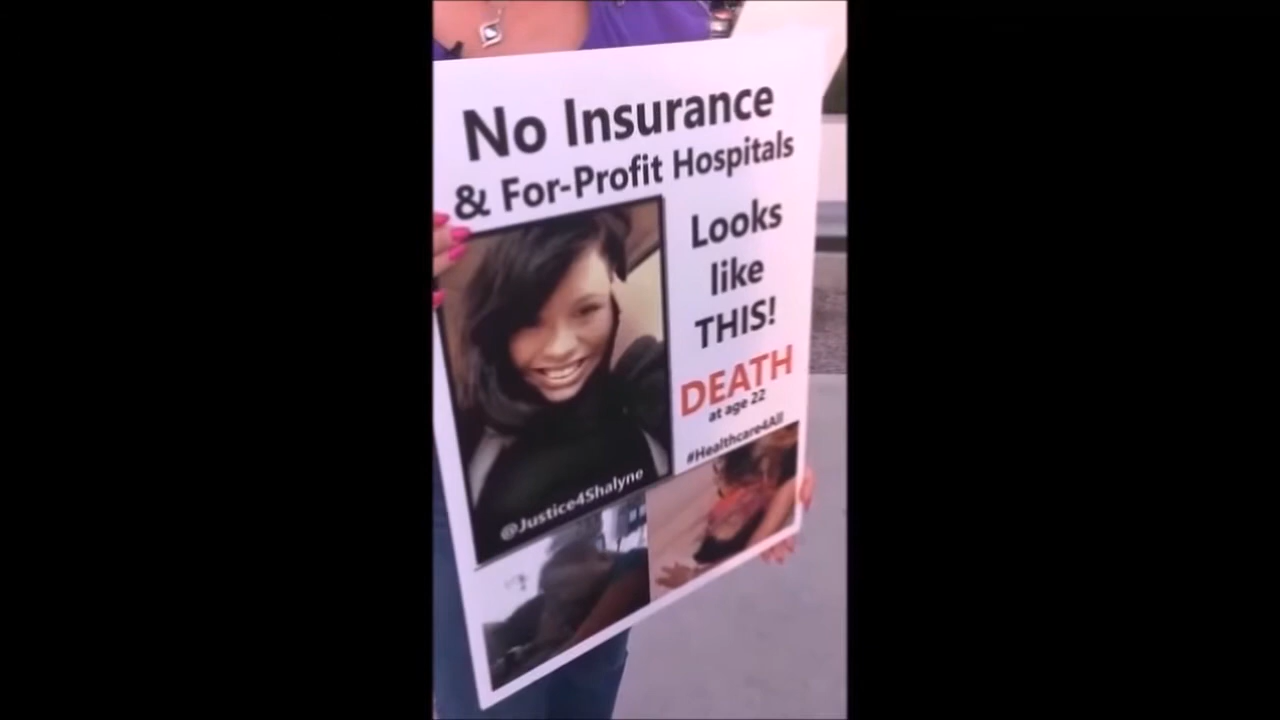 No Insurance
& For-Profit Hospitals
Looks
like
THIS!
DEATH
at age 22
#Healthcare4All
@Justice4Shalyne